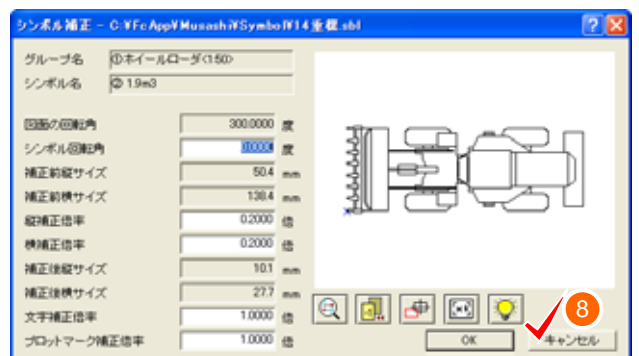 シンボル補正 - C:¥FcApp¥Musashi¥Symbol¥14重機.sbl
グループ名 ①ホイールローダ<150>
シンボル名 ② 1.9m3
図面の回転角 300.0000 度
シンボル回転角 0.0000 度
補正前縦サイズ 50.4 mm
補正前横サイズ 138.4 mm
縦補正倍率 0.2000 倍
横補正倍率 0.2000 倍
補正後縦サイズ 10.1 mm
補正後横サイズ 27.7 mm
文字補正倍率 1.0000 倍
プロットマーク補正倍率 1.0000 倍
8
OK キャンセル